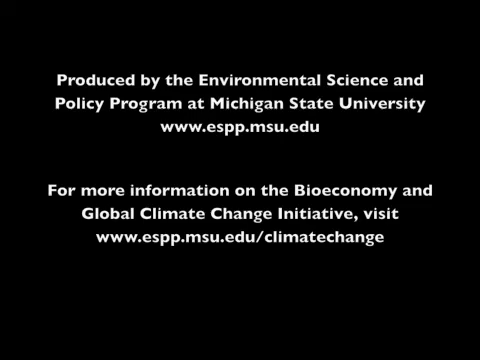 Produced by the Environmental Science and
Policy Program at Michigan State University
www.espp.msu.edu
For more information on the Bioeconomy and
Global Climate Change Initiative, visit
www.espp.msu.edu/climatechange